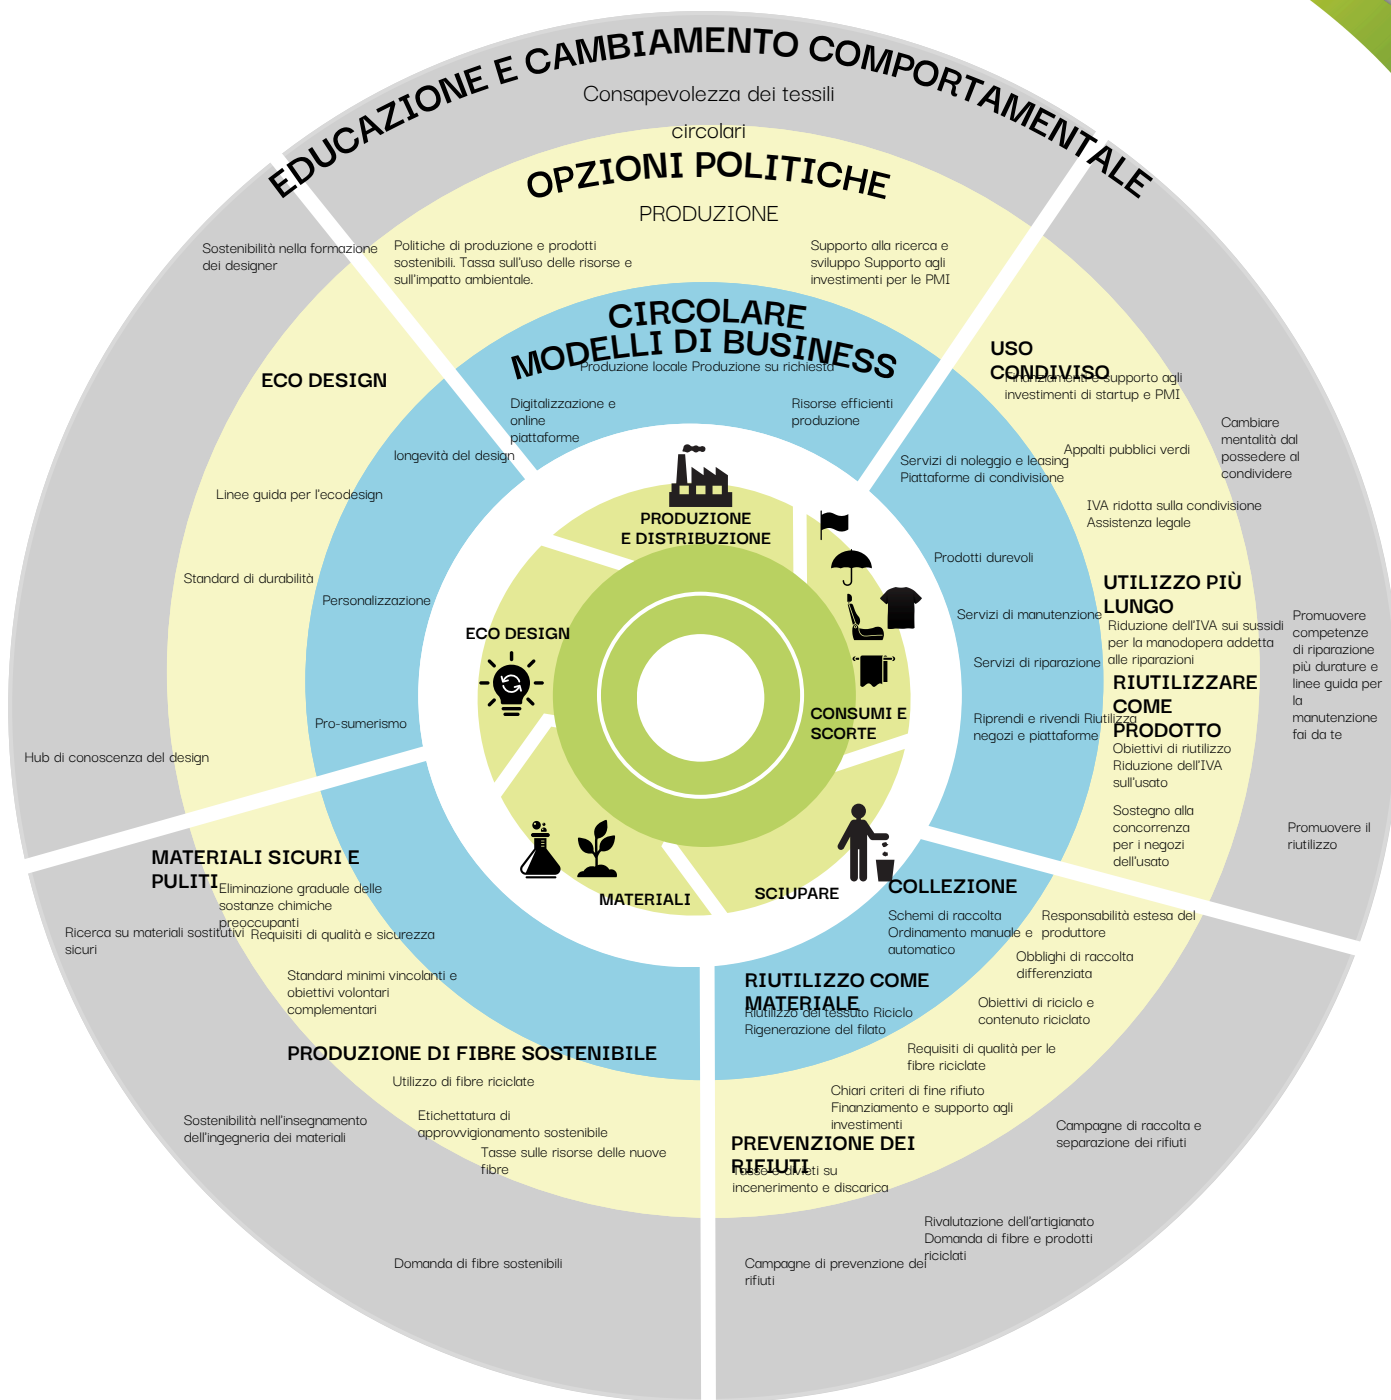 EDUCAZIONE E CAMBIAMENTO COMPORTAMENTALE
Consapevolezza dei tessili
circolari
OPZIONI POLITICHE
PRODUZIONE
Politiche di produzione e prodotti
sostenibili. Tassa sull'uso delle risorse e
sull'impatto ambientale.
Supporto alla ricerca e
sviluppo Supporto agli
investimenti per le PMI
CIRCOLARE
MODELLI DI BUSINESS
Produzione locale Produzione su richiesta
Digitalizzazione e
online
piattaforme
Risorse efficienti
produzione
Sostenibilità nella formazione
dei designer
ECO DESIGN
longevità del design
Linee guida per l'ecodesign
Standard di durabilità
Personalizzazione
Pro-sumerismo
Hub di conoscenza del design
USO
CONDIVISO
Finanziamenti e supporto agli
investimenti di startup e PMI
Cambiare
mentalità dal
possedere al
condividere
Appalti pubblici verdi
Servizi di noleggio e leasing
Piattaforme di condivisione
IVA ridotta sulla condivisione
Assistenza legale
Prodotti durevoli
UTILIZZO PIÙ
LUNGO
Servizi di manutenzione
Riduzione dell'IVA sui sussidi
per la manodopera addetta
alle riparazioni
Servizi di riparazione
Promuovere
competenze
di riparazione
più durature e
linee guida per
la
manutenzione
fai da te
RIUTILIZZARE
COME
PRODOTTO
Riprendi e rivendi Riutilizza
negozi e piattaforme
Obiettivi di riutilizzo
Riduzione dell'IVA
sull'usato
Sostegno alla
concorrenza
per i negozi
dell'usato
Promuovere il
riutilizzo
PRODUZIONE
E DISTRIBUZIONE
ECO DESIGN
CONSUMI E
SCORTE
MATERIALI
SCIUPARE
MATERIALI SICURI E
PULITI
Eliminazione graduale delle
sostanze chimiche
preoccupanti
Ricerca su materiali sostitutivi
sicuri
Requisiti di qualità e sicurezza
Standard minimi vincolanti e
obiettivi volontari
complementari
PRODUZIONE DI FIBRE SOSTENIBILE
Utilizzo di fibre riciclate
Etichettatura di
approvvigionamento sostenibile
Tasse sulle risorse delle nuove
fibre
Sostenibilità nell'insegnamento
dell'ingegneria dei materiali
Domanda di fibre sostenibili
COLLEZIONE
Schemi di raccolta
Ordinamento manuale e
automatico
Responsabilità estesa del
produttore
Obblighi di raccolta
differenziata
RIUTILIZZO COME
MATERIALE
Riutilizzo del tessuto Riciclo
Rigenerazione del filato
Obiettivi di riciclo e
contenuto riciclato
Requisiti di qualità per le
fibre riciclate
Chiari criteri di fine rifiuto
Finanziamento e supporto agli
investimenti
PREVENZIONE DEI
RIFIUTI
Tasse e divieti su
incenerimento e discarica
Campagne di raccolta e
separazione dei rifiuti
Rivalutazione dell'artigianato
Domanda di fibre e prodotti
riciclati
Campagne di prevenzione dei
rifiuti